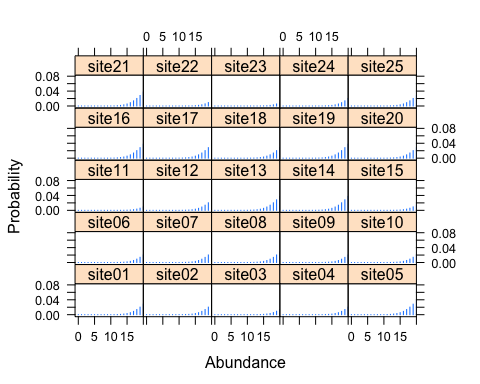 0 5 10 15 0 5 10 15
site21 site22 site23 site24 site25
0.08
0.04
0.00
site16 site17 site18 site19 site20
0.08
0.04
0.00
site11 site12 site13 site14 site15
0.08
0.04
0.00
site06 site07 site08 site09 site10
0.08
0.04
0.00
site01 site02 site03 site04 site05
0.08
0.04
0.00
0 5 10 15 0 5 10 15 0 5 10 15
Probability
Abundance